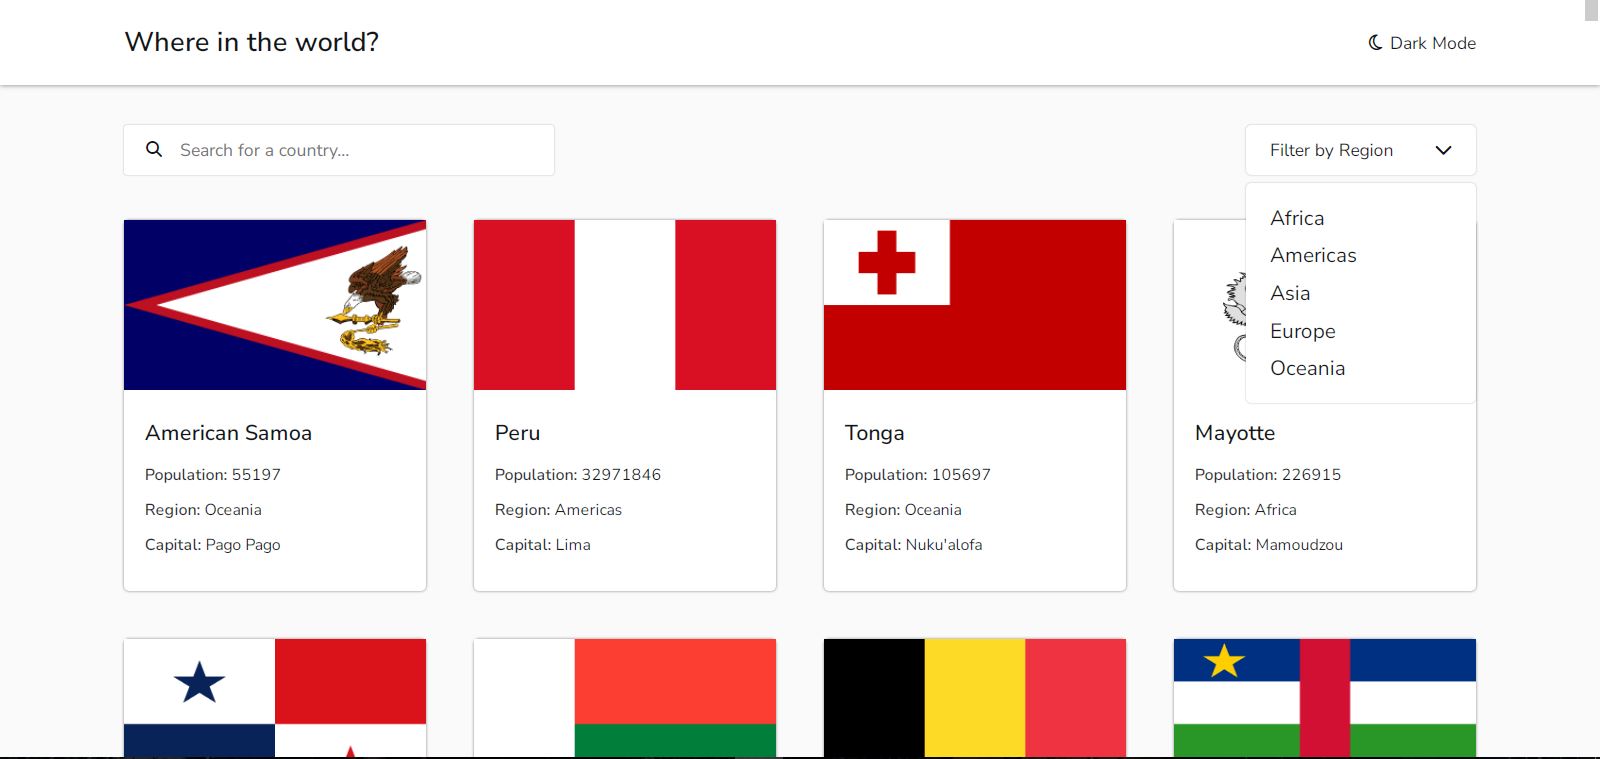 Where in the world?
Dark Mode
Search for a country...
Filter by Region
Africa
Americas
Asia
Europe
Oceania
American Samoa
Population: 55197
Region: Oceania
Capital: Pago Pago
Peru
Population: 32971846
Region: Americas
Capital: Lima
Tonga
Population: 105697
Region: Oceania
Capital: Nuku'alofa
Mayotte
Population: 226915
Region: Africa
Capital: Mamoudzou